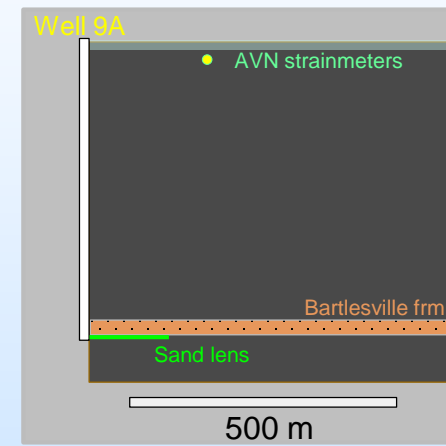 Well 9A
AVN strainmeters
Bartlesville frm
Sand lens
500 m